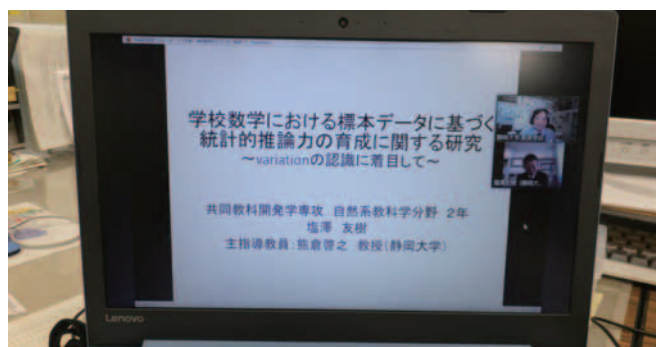 学校数学における標本データに基づく
統計的推論力の育成に関する研究
～variationの認識に着目して～
共同教科開発学専攻 自然系教科学分野 2年
塩澤 友樹
主指導教員:熊倉啓之 教授(静岡大学)
Lenovo